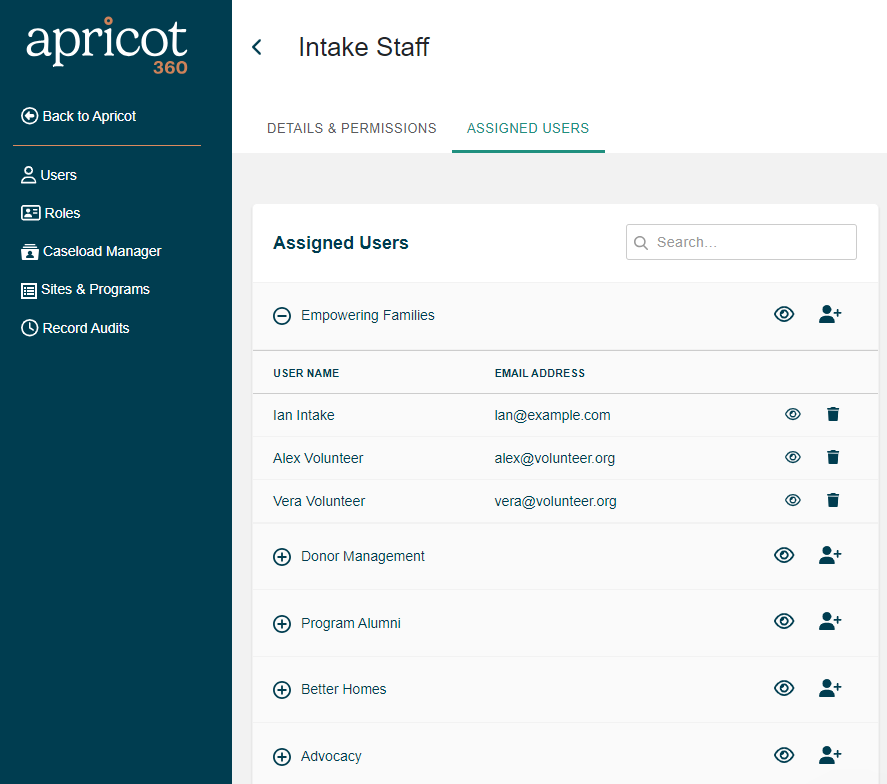 apricot
360
Back to Apricot
Users
Roles
Caseload Manager
Sites & Programs
Record Audits
Intake Staff
DETAILS & PERMISSIONS
ASSIGNED USERS
Assigned Users
Search...
Empowering Families
USER NAME EMAIL ADDRESS
Ian Intake Ian@example.com
Alex Volunteer alex@volunteer.org
Vera Volunteer vera@volunteer.org
Donor Management
Program Alumni
Better Homes
Advocacy